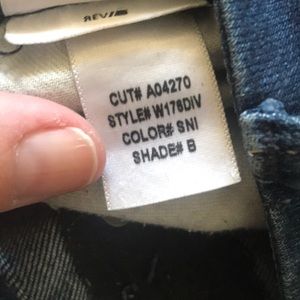 CUT# A04270
STYLE# W176DIV
COLOR# SNI
SHADE# B